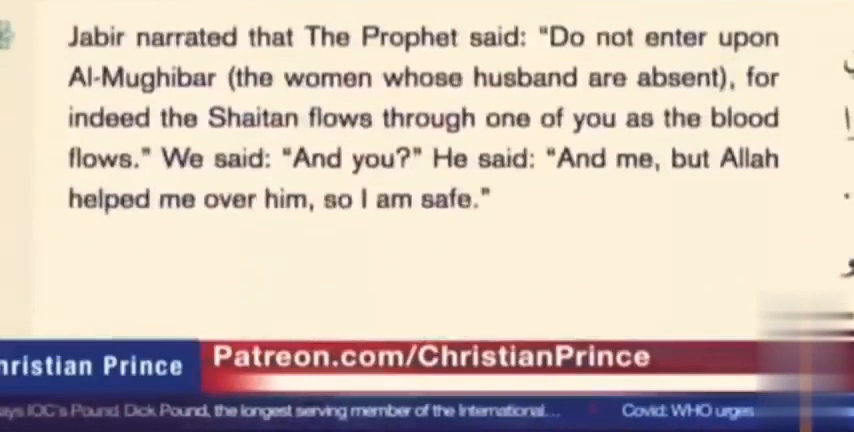 Jabir narrated that The Prophet said: "Do not enter upon
Al-Mughibar (the women whose husband are absent), for
indeed the Shaitan flows through one of you as the blood
flows." We said: "And you?" He said: "And me, but Allah
helped me over him, so I am safe."
Patreon.com/ChristianPrince
hristian Prince
ays IOC's Pound Dick Pound, the longest serving member of the International... Covid: WHO urges